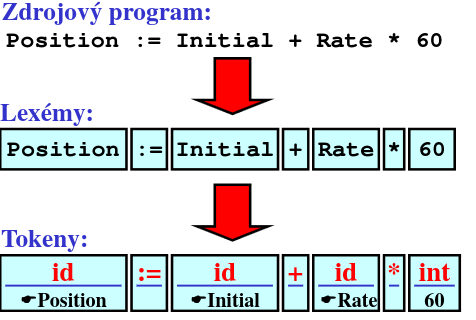 Zdrojový program:
Position := Initial + Rate * 60
Lexémy:
Position := Initial + Rate * 60
Tokeny:
id := id + id * int
☛Position ☛Initial ☛Rate 60